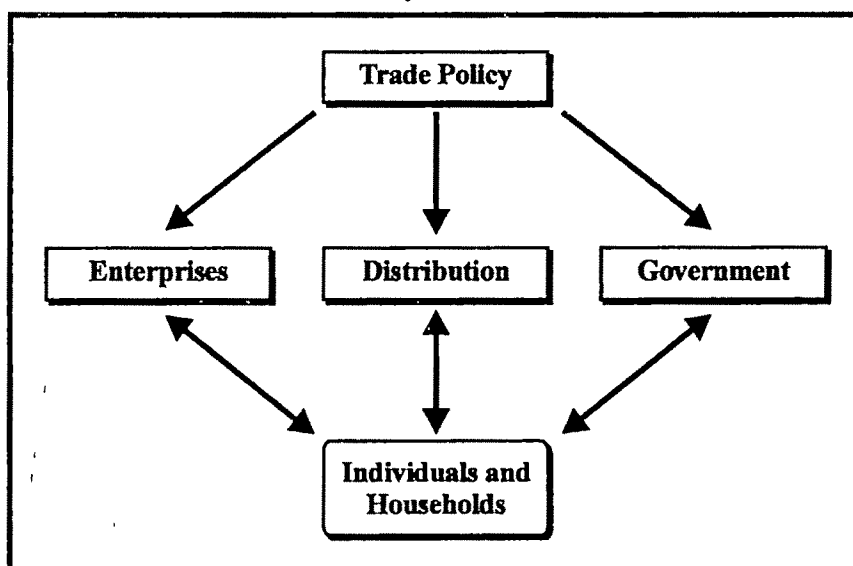 Trade Policy
Enterprises
Distribution
Government
Individuals and
Households